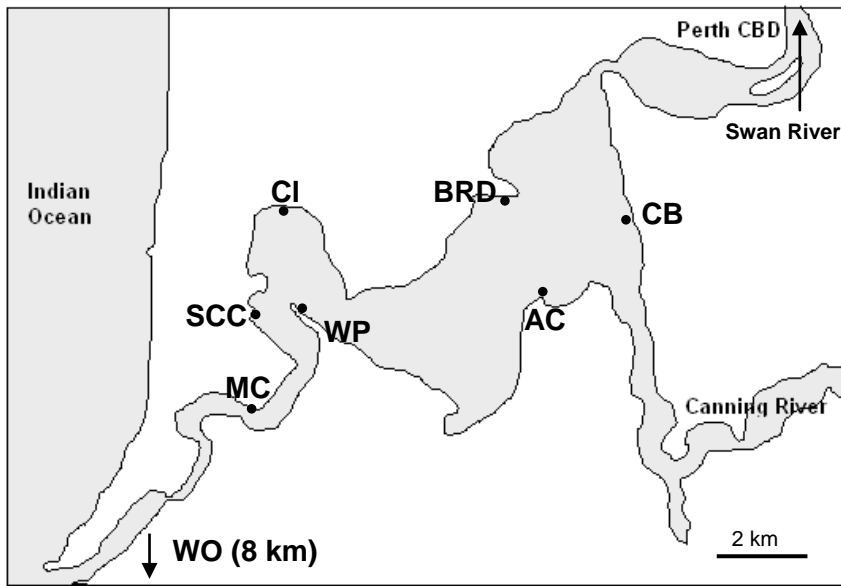 Perth CBD
Swan River
Indian
Ocean
CI
BRD
CB
SCC
WP
AC
MC
Canning River
WO (8 km)
2 km